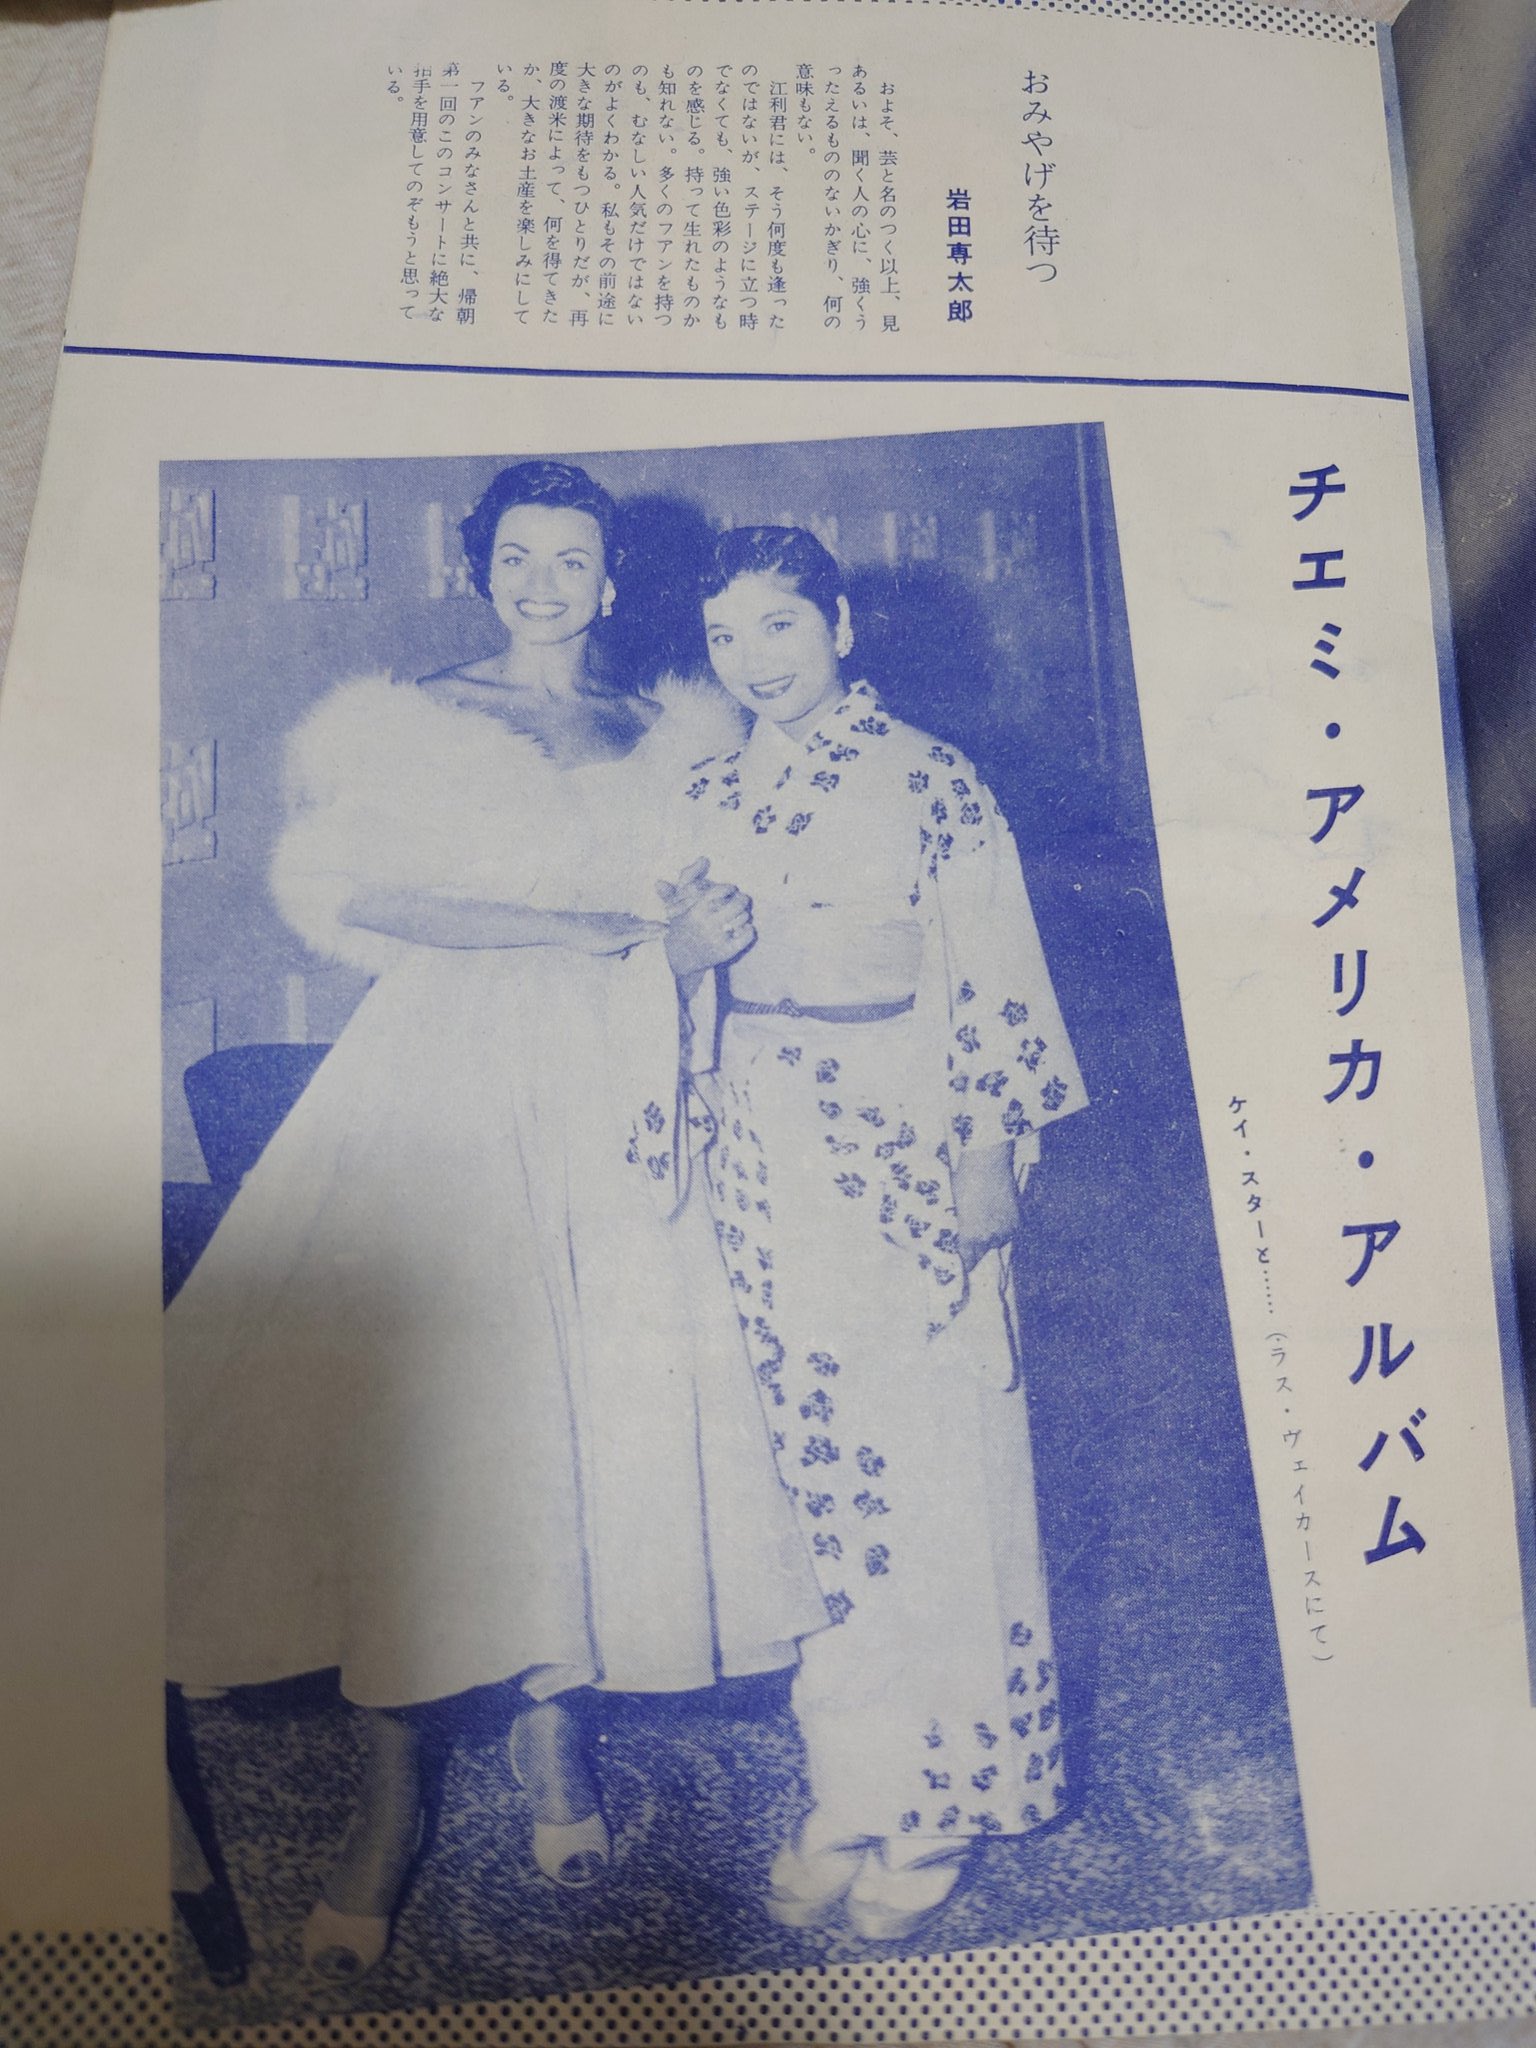 おみやげを待つ
岩田専太郎
およそ、芸と名のつく以上、見
あるいは、聞く人の心に、強くう
ったえるもののないかぎり、何の
意味もない。
江利君には、そう何度も逢った
のではないが、ステージに立つ時
でなくても、強い色彩のようなも
のを感じる。持って生れたものか
も知れない。多くのフアンを持つ
のも、むなしい人気だけではない
のがよくわかる。私もその前途に
大きな期待をもつひとりだが、再
度の渡米によって、何を得てきた
か、大きなお土産を楽しみにして
いる。
フアンのみなさんと共に、帰朝
第一回のこのコンサートに絶大な
拍手を用意してのぞもうと思って
いる。
チエミ・アメリカ・アルバム
ケイ・スターと……(ラス・ヴェイカースにて)